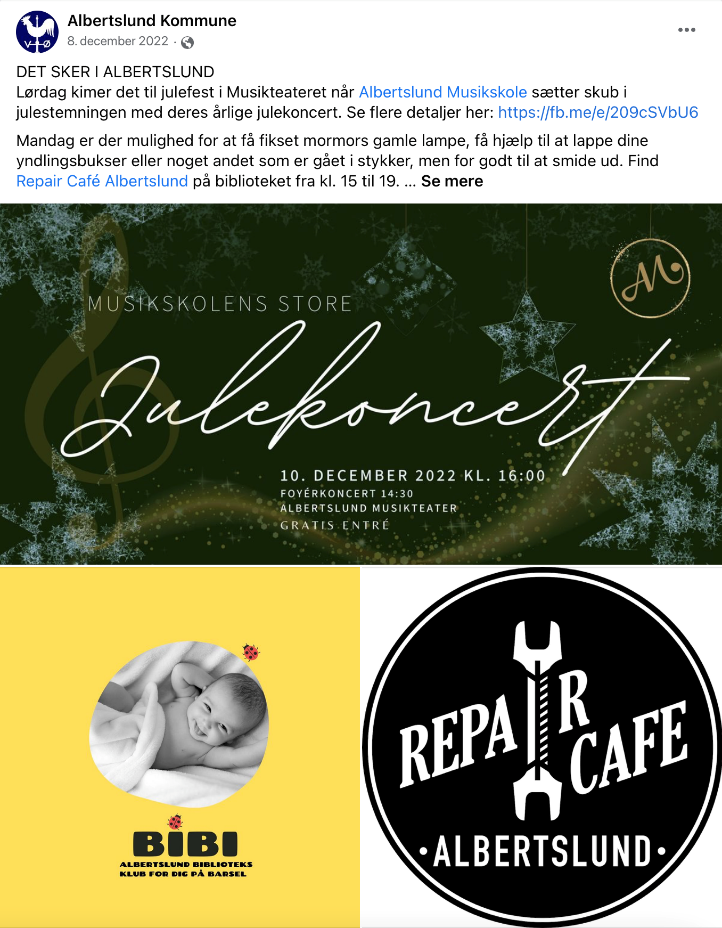 Albertslund Kommune
8. december 2022 ·
DET SKER I ALBERTSLUND
Lørdag kimer det til julefest i Musikteateret når Albertslund Musikskole sætter skub i
julestemningen med deres årlige julekoncert. Se flere detaljer her: https://fb.me/e/209cSVbU6
Mandag er der mulighed for at få fikset mormors gamle lampe, få hjælp til at lappe dine
yndlingsbukser eller noget andet som er gået i stykker, men for godt til at smide ud. Find
Repair Café Albertslund på biblioteket fra kl. 15 til 19. ... Se mere
MUSIKSKOLENS STORE
M
Julekoncert
10. DECEMBER 2022 KL. 16:00
FOYÉRKONCERT 14:30
ALBERTSLUND MUSIKTEATER
GRATIS ENTRÉ
BIBI
ALBERTSLUND BIBLIOTEKS
KLUB FOR DIG PÅ BARSEL
REPAIR
CAFE
·ALBERTSLUND·